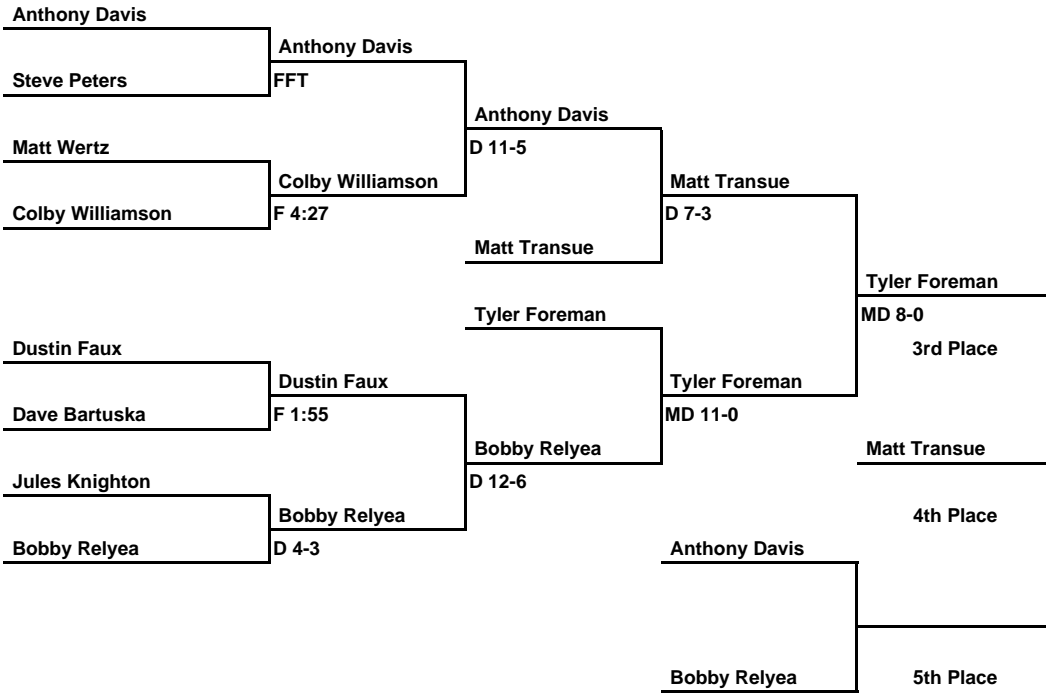 Anthony Davis
Anthony Davis
Steve Peters
FFT
Anthony Davis
Matt Wertz
D 11-5
Colby Williamson
Matt Transue
Colby Williamson
F 4:27
D 7-3
Matt Transue
Tyler Foreman
Tyler Foreman
MD 8-0
Dustin Faux
3rd Place
Dustin Faux
Tyler Foreman
Dave Bartuska
F 1:55
MD 11-0
Bobby Relyea
Matt Transue
Jules Knighton
D 12-6
Bobby Relyea
4th Place
Bobby Relyea
D 4-3
Anthony Davis
Bobby Relyea
5th Place